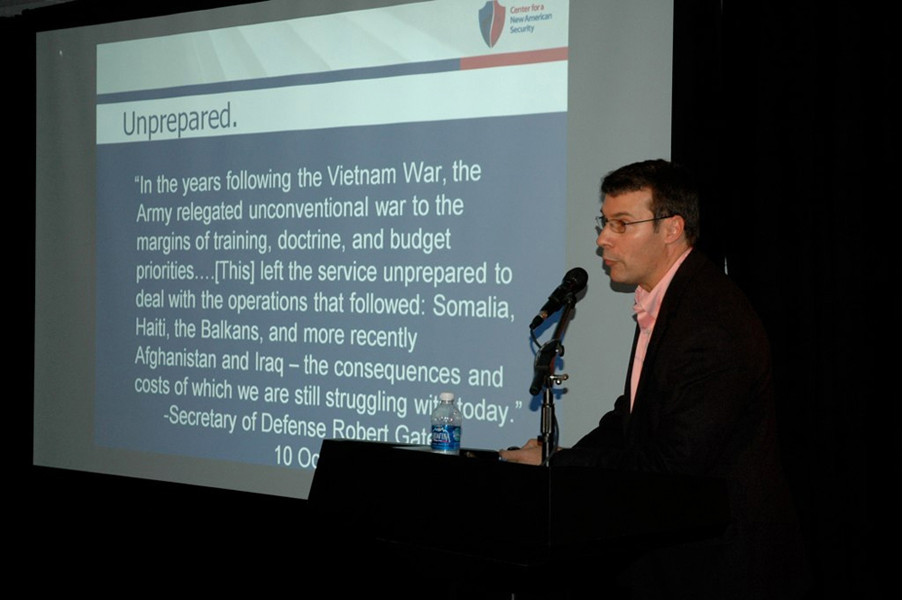 Center for a
New American
Security
Unprepared.
“In the years following the Vietnam War, the
Army relegated unconventional war to the
margins of training, doctrine, and budget
priorities….[This] left the service unprepared to
deal with the operations that followed: Somalia,
Haiti, the Balkans, and more recently
Afghanistan and Iraq – the consequences and
costs of which we are still struggling with today.”
-Secretary of Defense Robert Gate
10 Oc